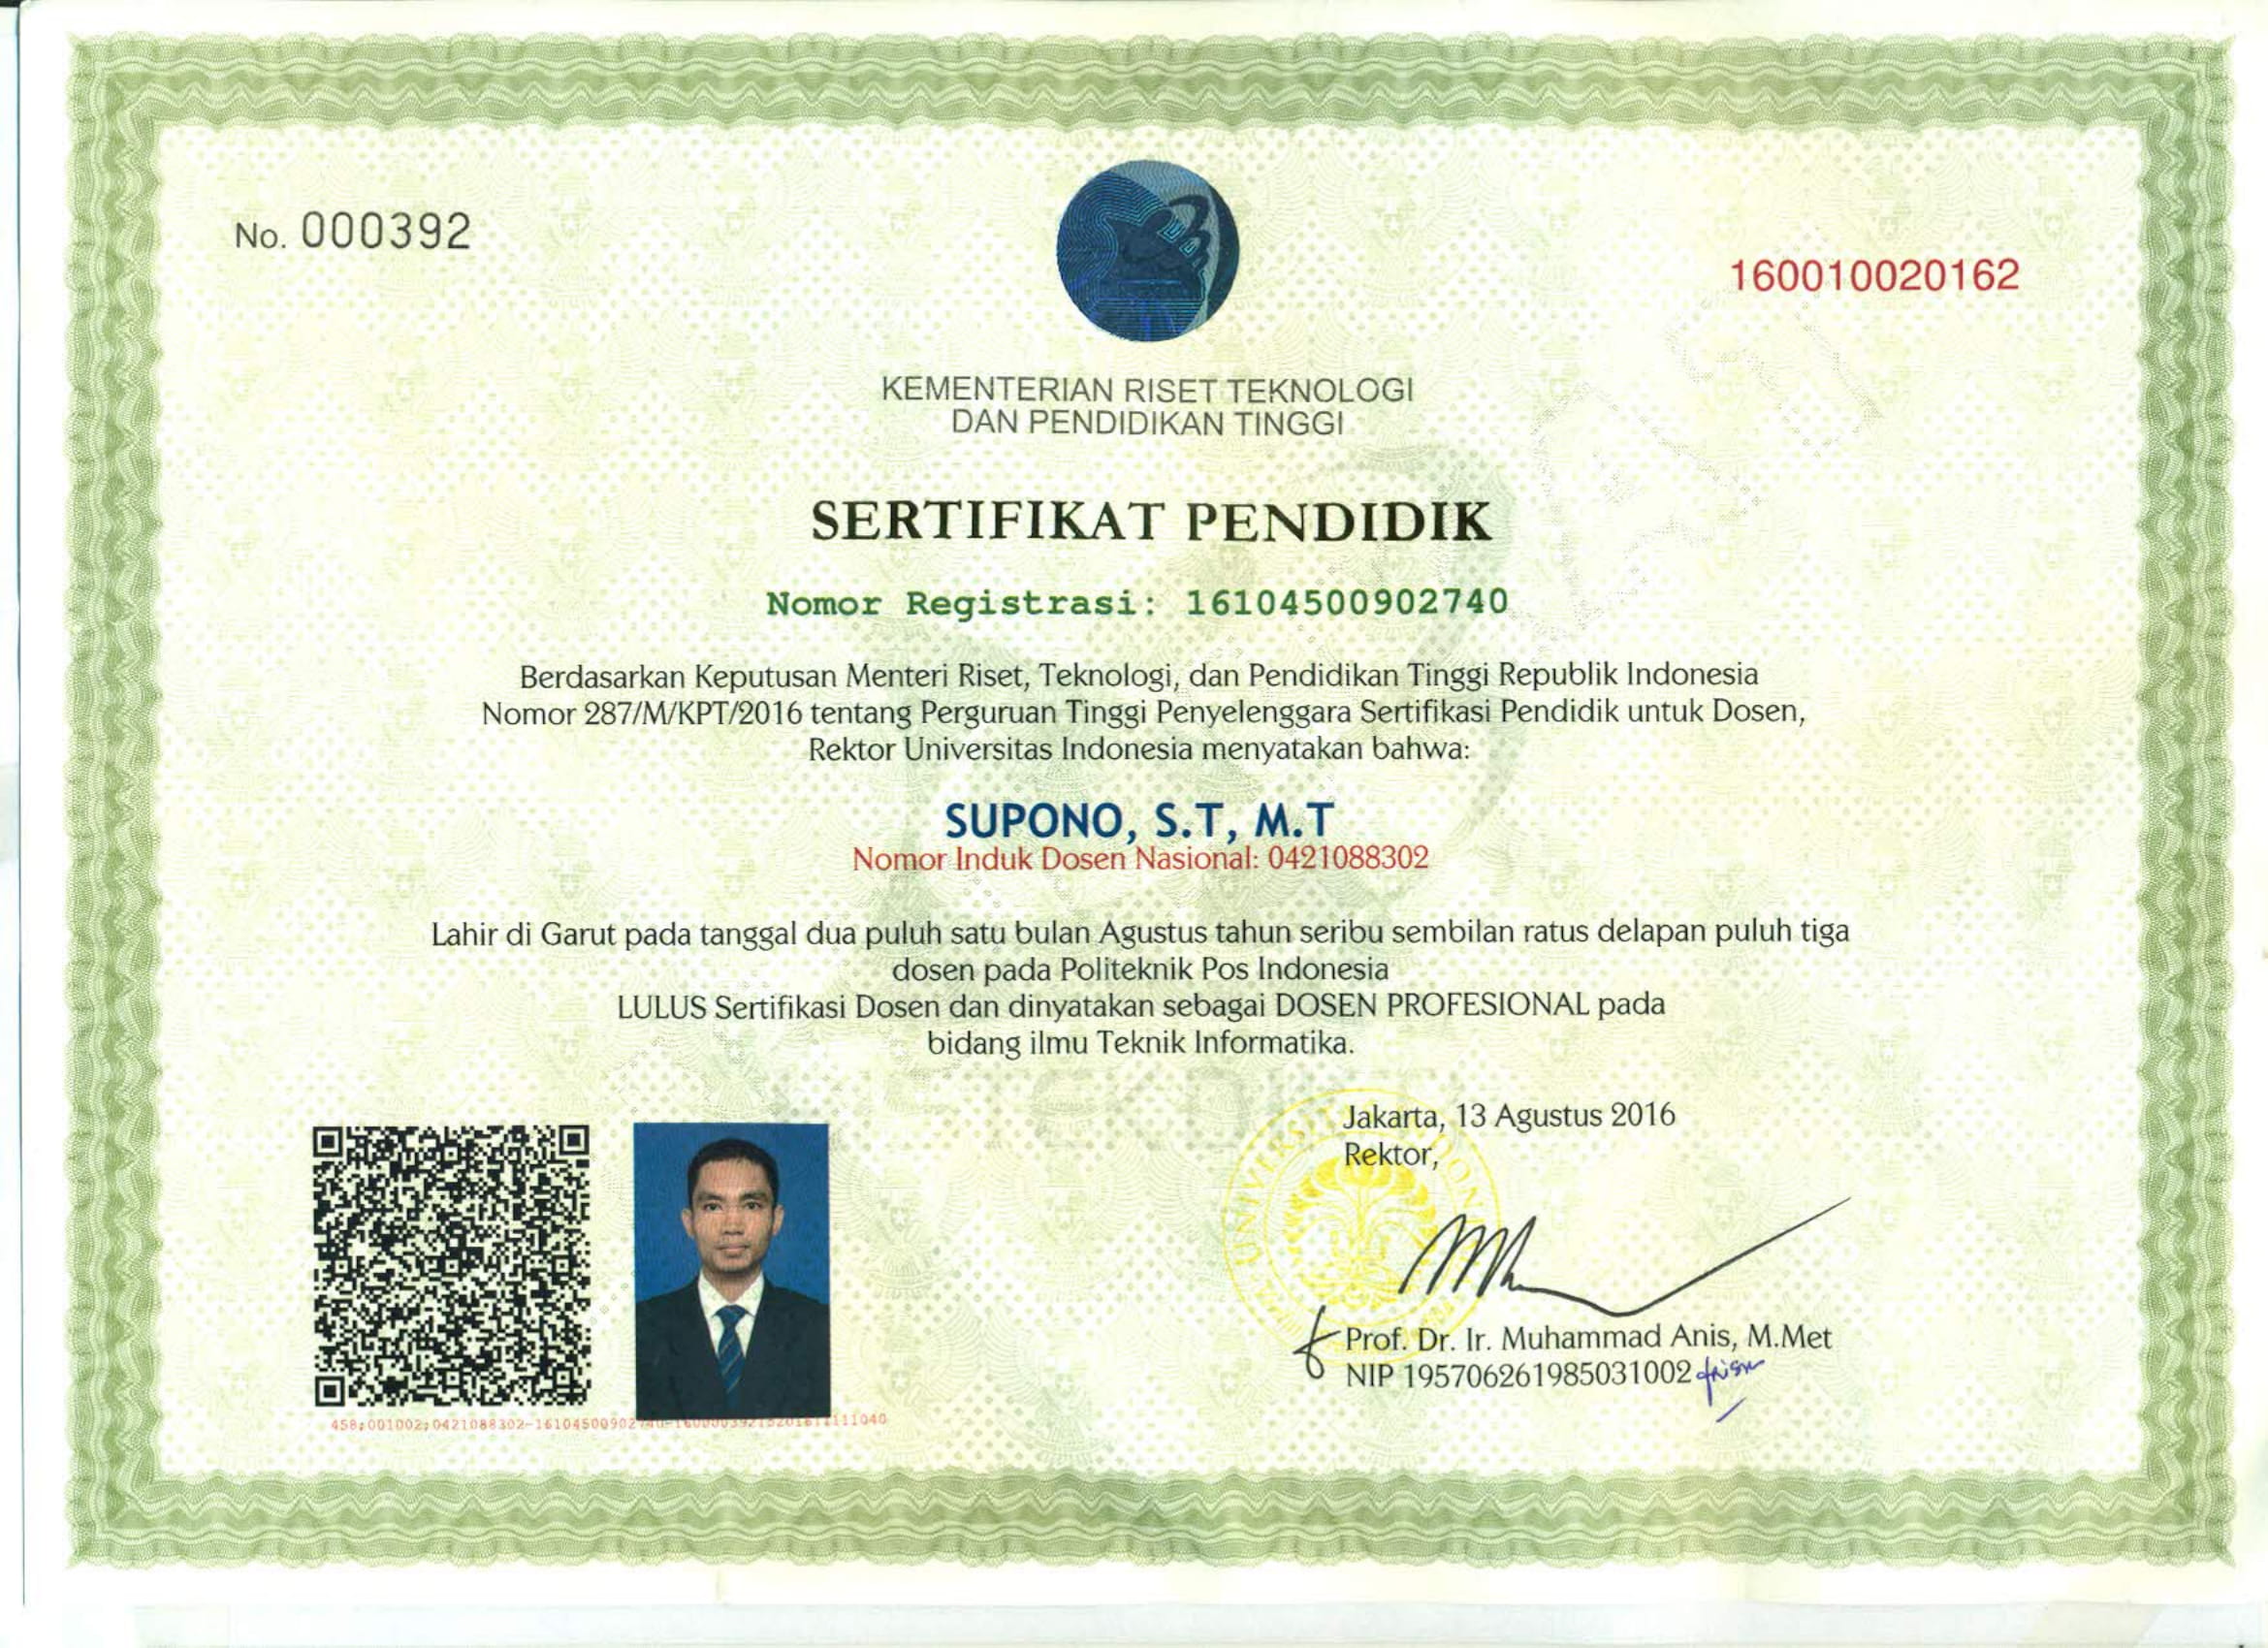 No. 000392
160010020162
KEMENTERIAN RISET TEKNOLOGI
DAN PENDIDIKAN TINGGI
SERTIFIKAT PENDIDIK
Nomor Registrasi: 16104500902740
Berdasarkan Keputusan Menteri Riset, Teknologi, dan Pendidikan Tinggi Republik Indonesia
Nomor 287/M/KPT/2016 tentang Perguruan Tinggi Penyelenggara Sertifikasi Pendidik untuk Dosen,
Rektor Universitas Indonesia menyatakan bahwa:
SUPONO, S.T, M.T
Nomor Induk Dosen Nasional: 0421088302
Lahir di Garut pada tanggal dua puluh satu bulan Agustus tahun seribu sembilan ratus delapan puluh tiga
dosen pada Politeknik Pos Indonesia
LULUS Sertifikasi Dosen dan dinyatakan sebagai DOSEN PROFESIONAL pada
bidang ilmu Teknik Informatika.
Jakarta, 13 Agustus 2016
Rektor,
Prof. Dr. Ir. Muhammad Anis, M.Met
NIP 195706261985031002